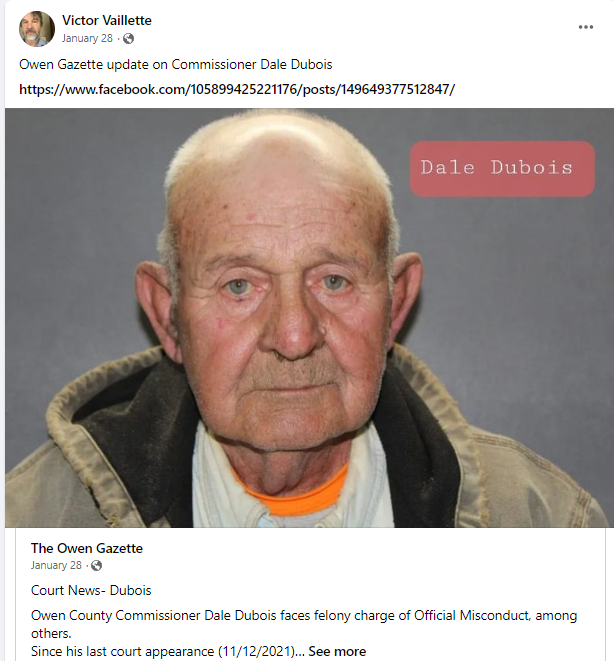 Victor Vaillette
January 28 ·
Owen Gazette update on Commissioner Dale Dubois
https://www.facebook.com/105899425221176/posts/149649377512847/
Dale Dubois
The Owen Gazette
January 28 ·
Court News- Dubois
Owen County Commissioner Dale Dubois faces felony charge of Official Misconduct, among
others.
Since his last court appearance (11/12/2021)... See more